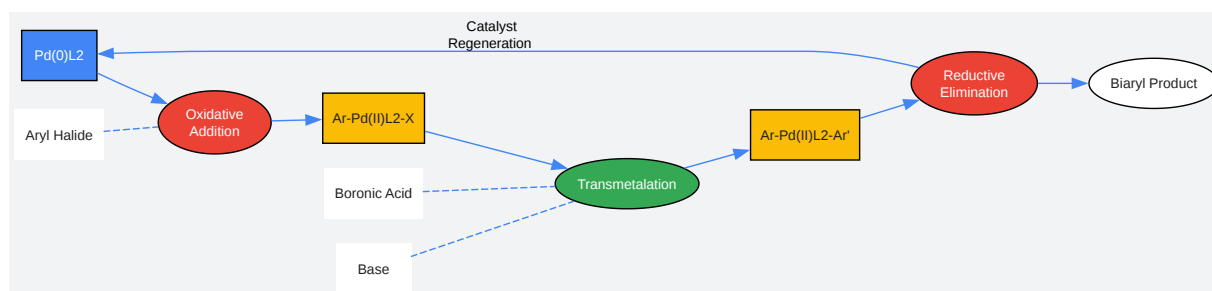 Catalyst
Regeneration
Pd(0)L2
Reductive
Elimination
Biaryl Product
Oxidative
Addition
Ar-Pd(II)L2-X
Aryl Halide
Ar-Pd(II)L2-Ar'
Transmetalation
Boronic Acid
Base